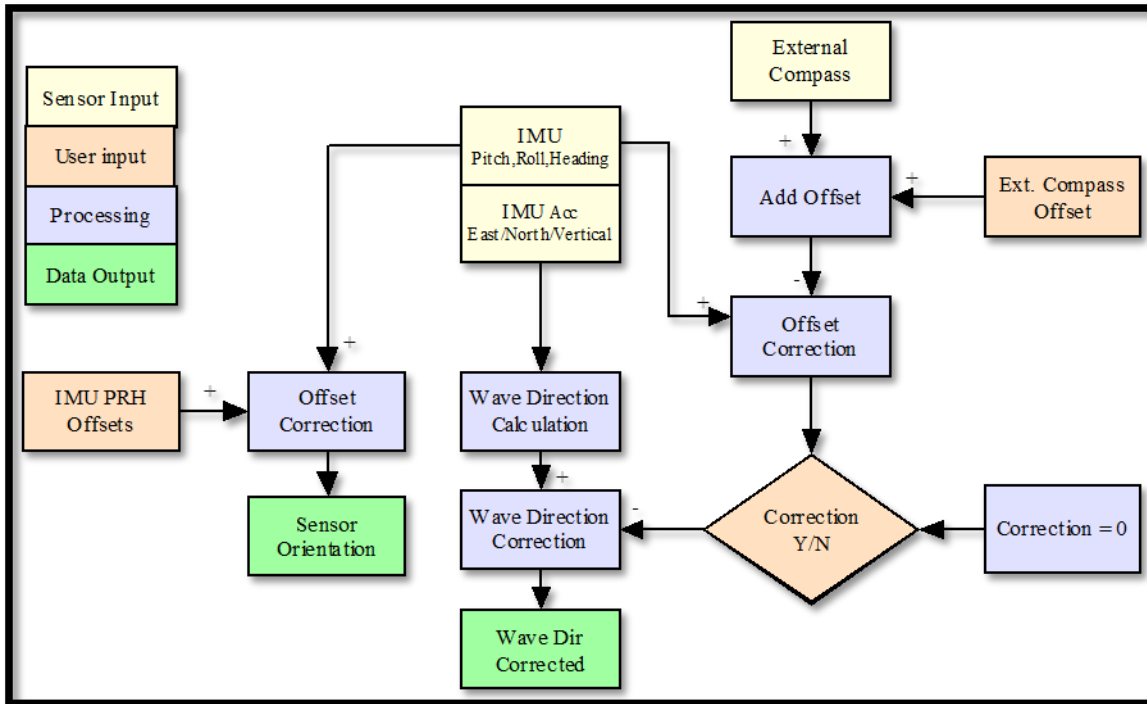 Sensor Input
User input
Processing
Data Output
External
Compass
IMU
Pitch,Roll,Heading
IMU Acc
East/North/Vertical
+
Add Offset
+
Ext. Compass
Offset
-
+
Offset
Correction
+
IMU PRH
Offsets
+
Offset
Correction
Wave Direction
Calculation
Sensor
Orientation
+
Wave Direction
Correction
-
Correction
Y/N
Correction = 0
Wave Dir
Corrected